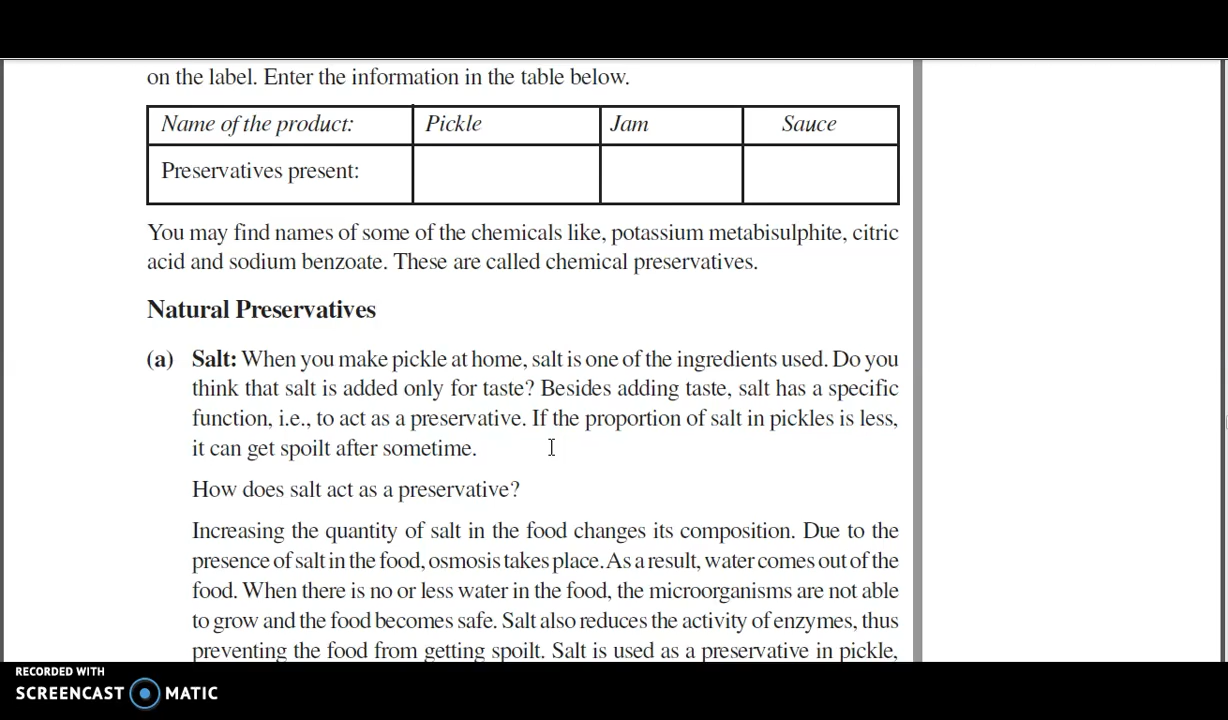 on the label. Enter the information in the table below.
Name of the product: Pickle Jam Sauce
Preservatives present:
You may find names of some of the chemicals like, potassium metabisulphite, citric
acid and sodium benzoate. These are called chemical preservatives.
Natural Preservatives
(a) Salt: When you make pickle at home, salt is one of the ingredients used. Do you
think that salt is added only for taste? Besides adding taste, salt has a specific
function, i.e., to act as a preservative. If the proportion of salt in pickles is less,
it can get spoilt after sometime.
How does salt act as a preservative?
Increasing the quantity of salt in the food changes its composition. Due to the
presence of salt in the food, osmosis takes place. As a result, water comes out of the
food. When there is no or less water in the food, the microorganisms are not able
to grow and the food becomes safe. Salt also reduces the activity of enzymes, thus
preventing the food from getting spoilt. Salt is used as a preservative in pickle,
RECORDED WITH
SCREENCAST MATIC